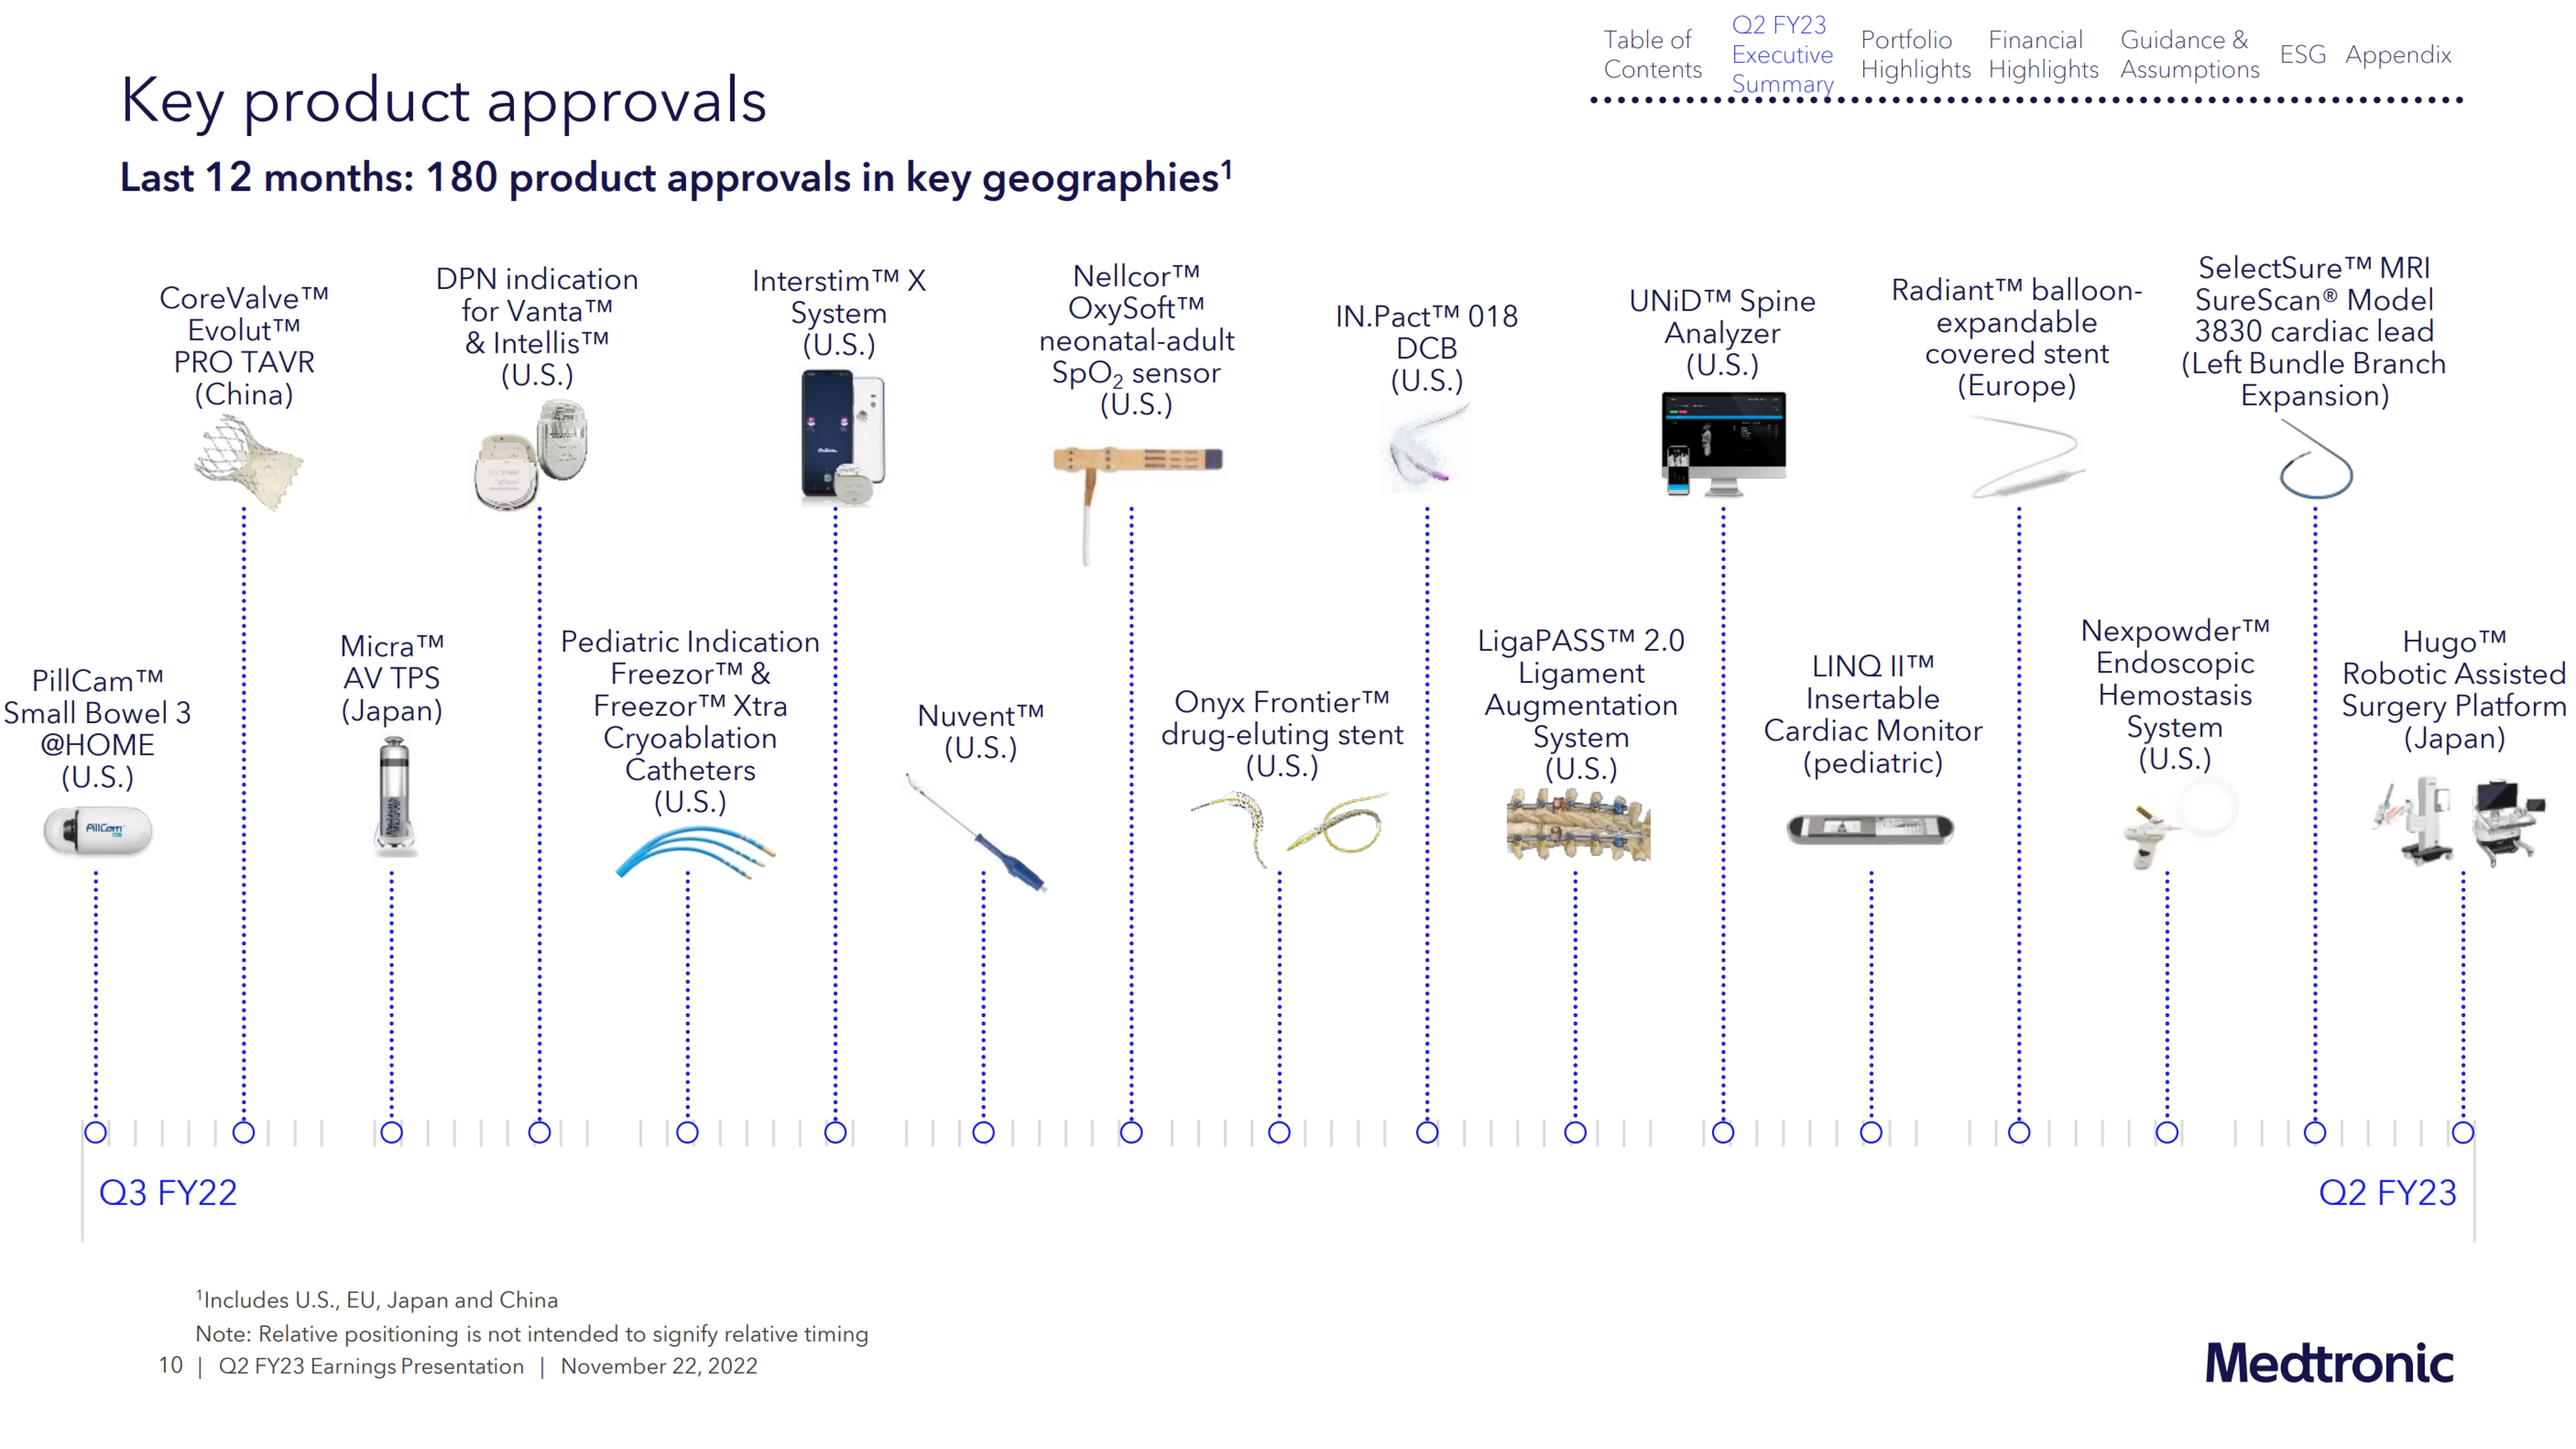 Table of
Contents
Q2 FY23
Executive
Summary
Portfolio
Highlights
Financial
Highlights
Guidance &
Assumptions
ESG
Appendix
Key product approvals
Last 12 months: 180 product approvals in key geographies¹
CoreValve™
Evolut™
PRO TAVR
(China)
DPN indication
for Vanta™
& Intellis™
(U.S.)
Interstim™ X
System
(U.S.)
Nellcor™
OxySoft™
neonatal-adult
SpO₂ sensor
(U.S.)
IN.Pact™ 018
DCB
(U.S.)
UNiD™ Spine
Analyzer
(U.S.)
Radiant™ balloon-
expandable
covered stent
(Europe)
SelectSure™ MRI
SureScan® Model
3830 cardiac lead
(Left Bundle Branch
Expansion)
PillCam™
Small Bowel 3
@HOME
(U.S.)
PillCam
Micra™
AV TPS
(Japan)
Pediatric Indication
Freezor™ &
Freezor™ Xtra
Cryoablation
Catheters
(U.S.)
Nuvent™
(U.S.)
Onyx Frontier™
drug-eluting stent
(U.S.)
LigaPASS™ 2.0
Ligament
Augmentation
System
(U.S.)
LINQ II™
Insertable
Cardiac Monitor
(pediatric)
Nexpowder™
Endoscopic
Hemostasis
System
(U.S.)
Hugo™
Robotic Assisted
Surgery Platform
(Japan)
Q3 FY22
Q2 FY23
¹Includes U.S., EU, Japan and China
Note: Relative positioning is not intended to signify relative timing
10 | Q2 FY23 Earnings Presentation | November 22, 2022
Medtronic